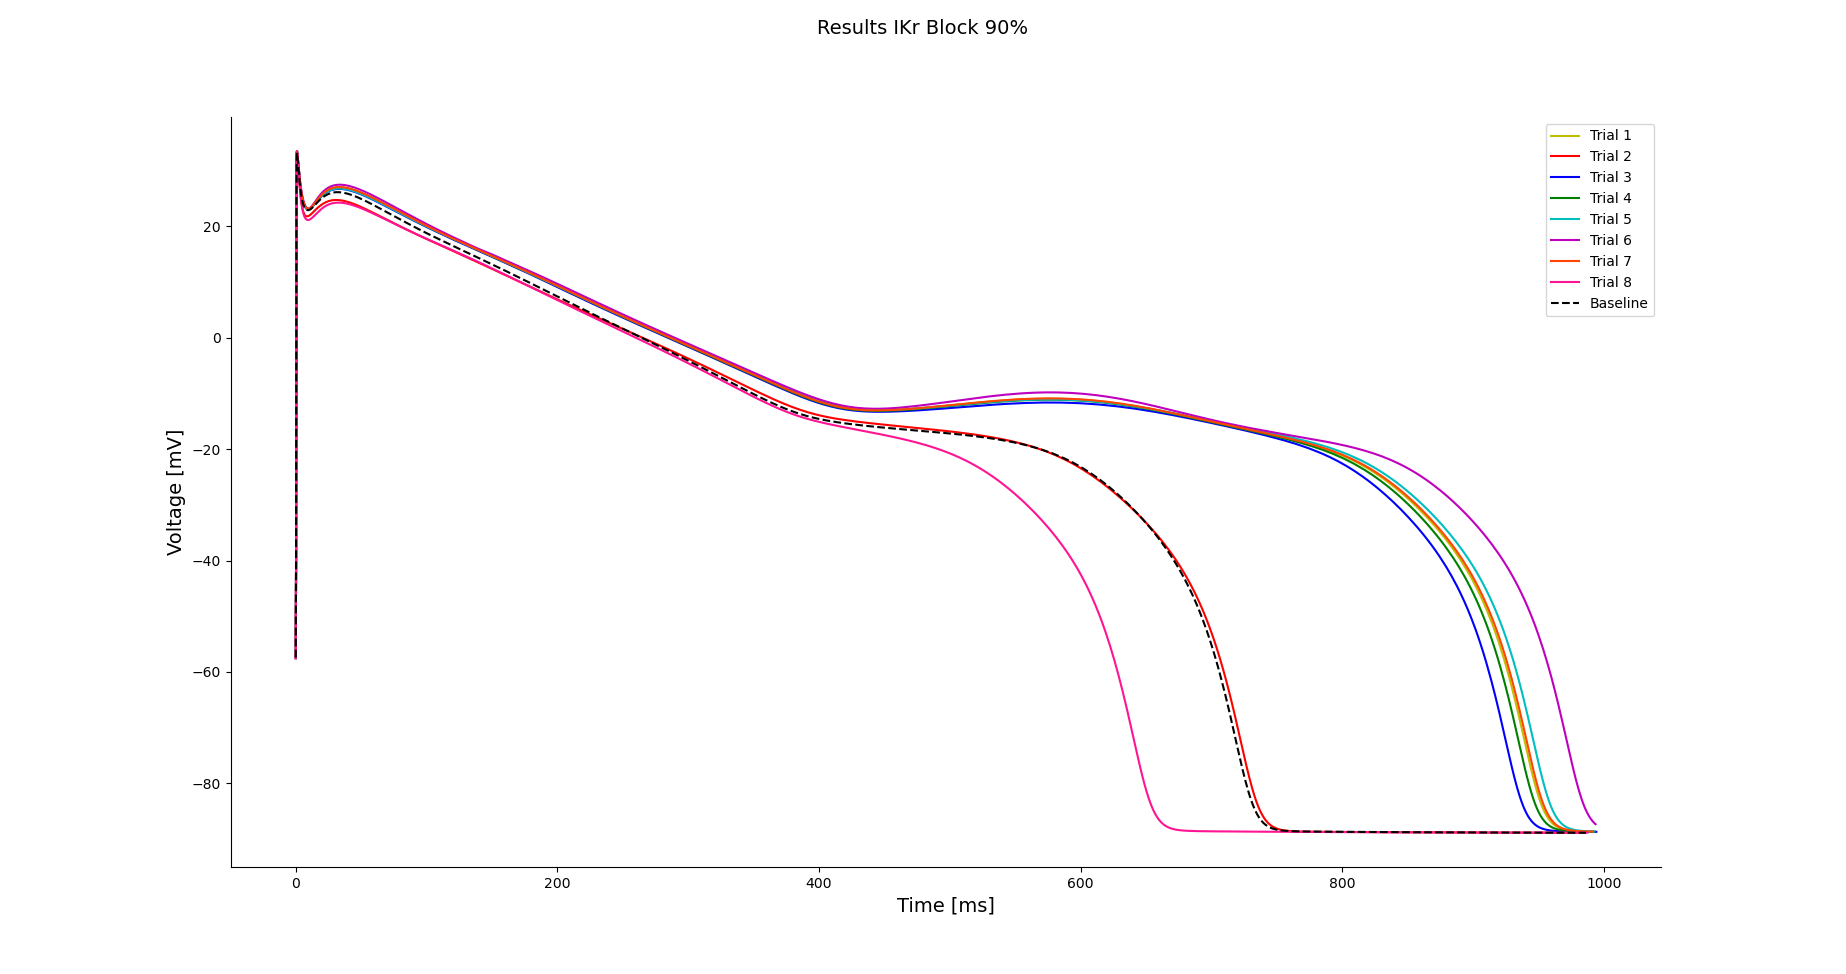 Results IKr Block 90%
Trial 1
Trial 2
Trial 3
Trial 4
Trial 5
Trial 6
Trial 7
Trial 8
Baseline
20
0
−20
−40
−60
−80
Voltage [mV]
0 200 400 600 800 1000
Time [ms]